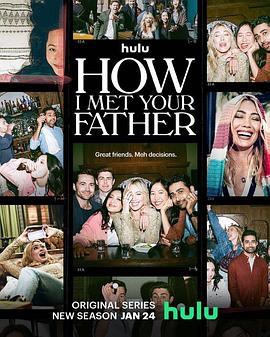 hulu
HOW
I MET YOUR
FATHER
Great friends. Meh decisions.
ORIGINAL SERIES
NEW SEASON JAN 24
hulu